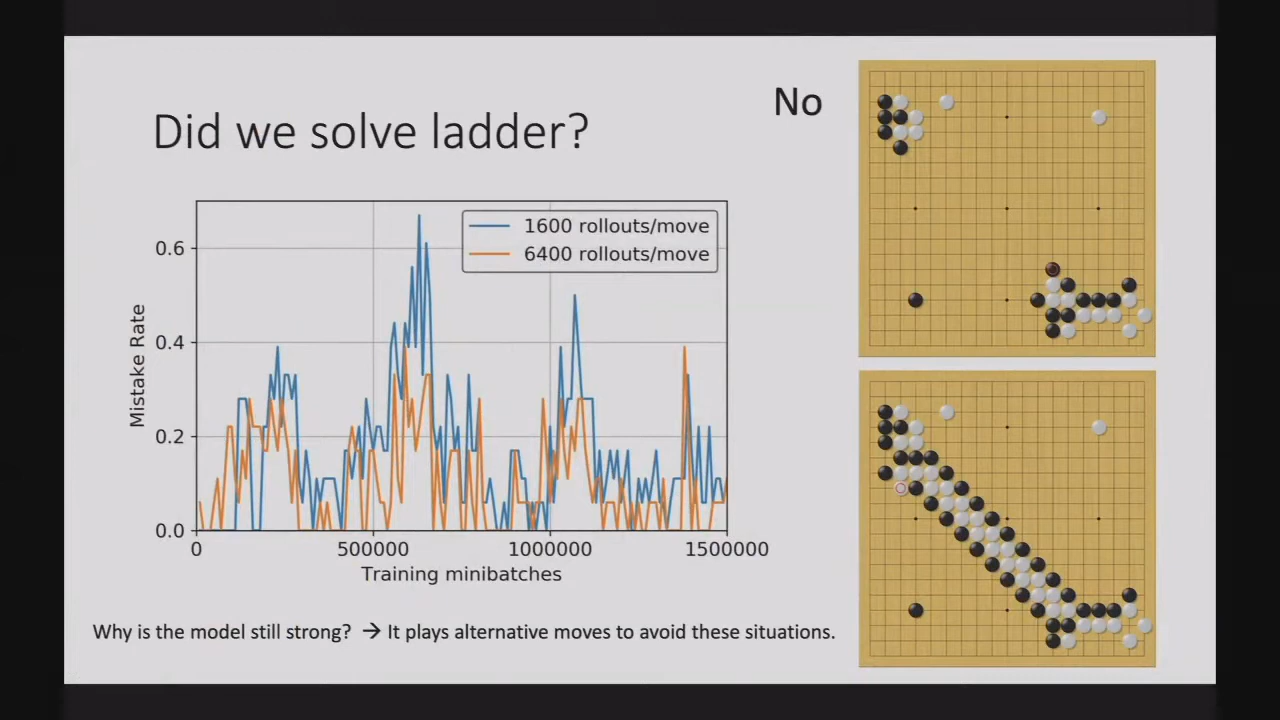 No
Did we solve ladder?
1600 rollouts/move
6400 rollouts/move
Mistake Rate
0.6
0.4
0.2
0.0
0
500000
1000000
1500000
Training minibatches
Why is the model still strong? → It plays alternative moves to avoid these situations.